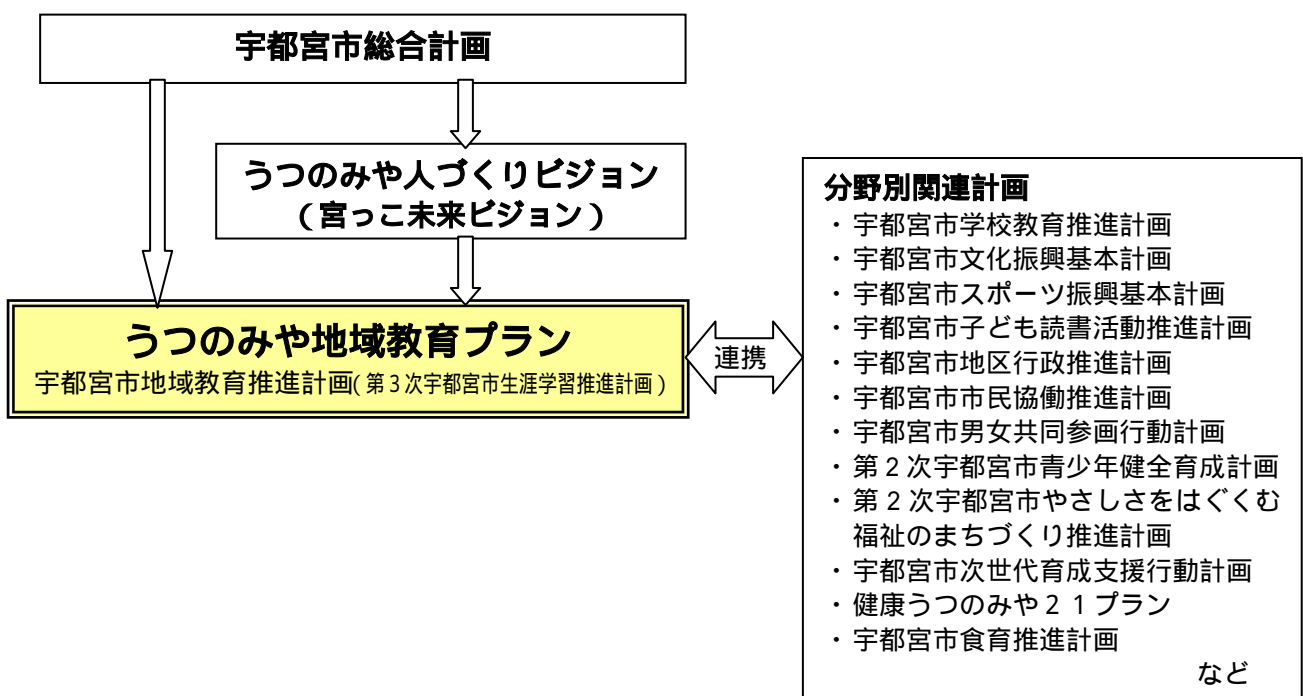 宇都宮市総合計画
うつのみや人づくりビジョン
（宮っこ未来ビジョン）
うつのみや地域教育プラン
宇都宮市地域教育推進計画(第３次宇都宮市生涯学習推進計画)
連携
分野別関連計画
・宇都宮市学校教育推進計画
・宇都宮市文化振興基本計画
・宇都宮市スポーツ振興基本計画
・宇都宮市子ども読書活動推進計画
・宇都宮市地区行政推進計画
・宇都宮市市民協働推進計画
・宇都宮市男女共同参画行動計画
・第２次宇都宮市青少年健全育成計画
・第２次宇都宮市やさしさをはぐくむ
福祉のまちづくり推進計画
・宇都宮市次世代育成支援行動計画
・健康うつのみや２１プラン
・宇都宮市食育推進計画
など